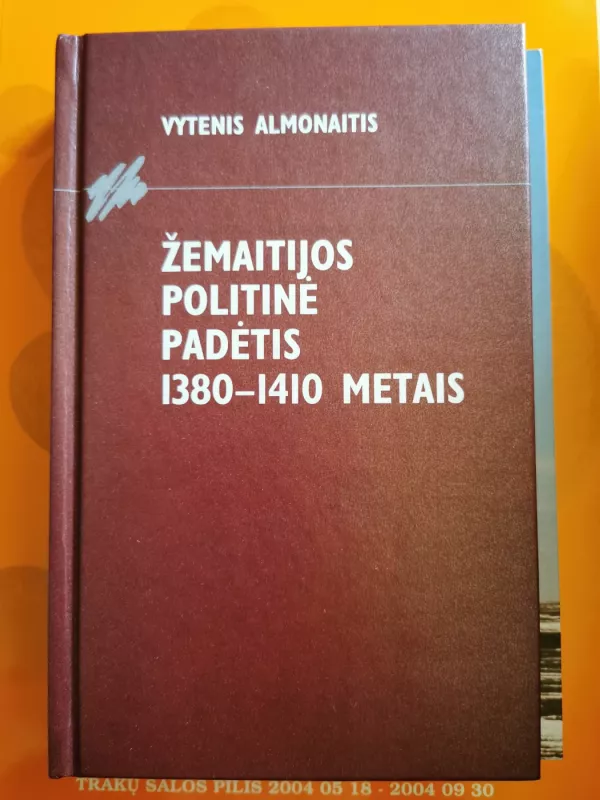 VYTENIS ALMONAITIS
ŽEMAITIJOS
POLITINĖ
PADĖTIS
1380–1410 METAIS
TRAKŲ SALOS PILIS 2004 05 18 - 2004 09 30